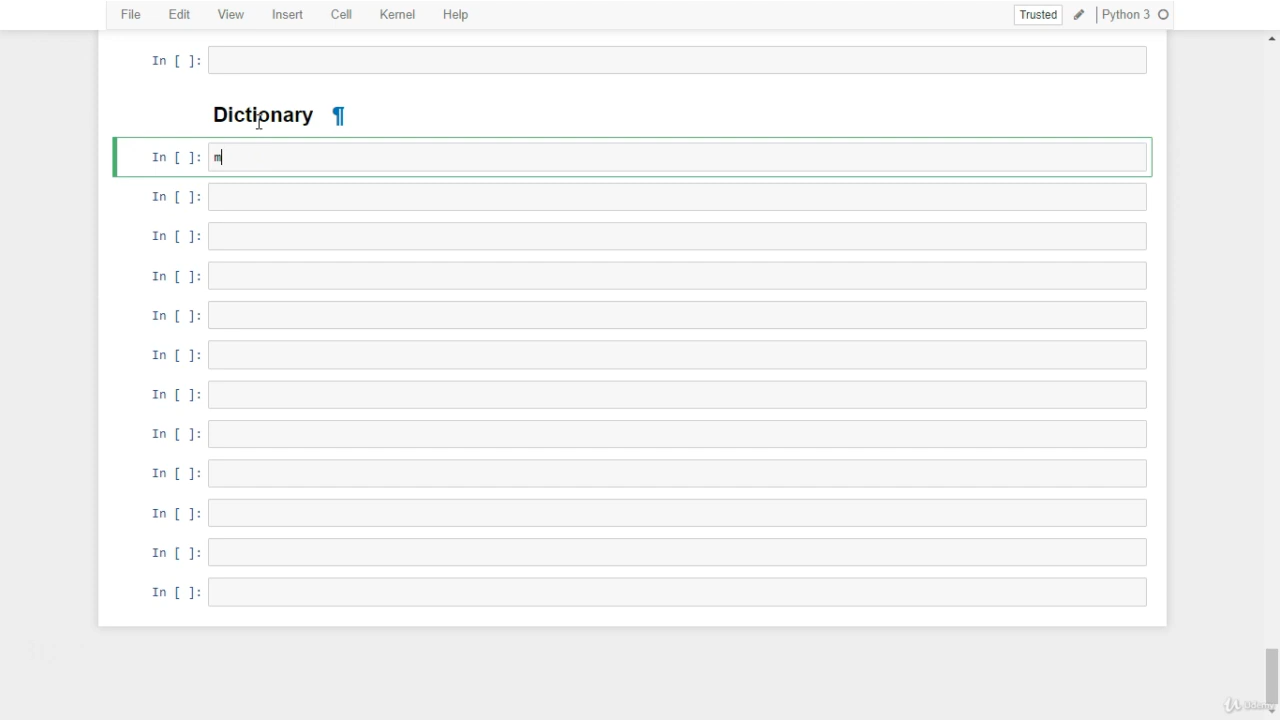 File Edit View Insert Cell Kernel Help Trusted Python 3
In [ ]:
Dictionary ¶
In [ ]: m
In [ ]:
In [ ]:
In [ ]:
In [ ]:
In [ ]:
In [ ]:
In [ ]:
In [ ]:
In [ ]:
In [ ]:
In [ ]:
Udemy